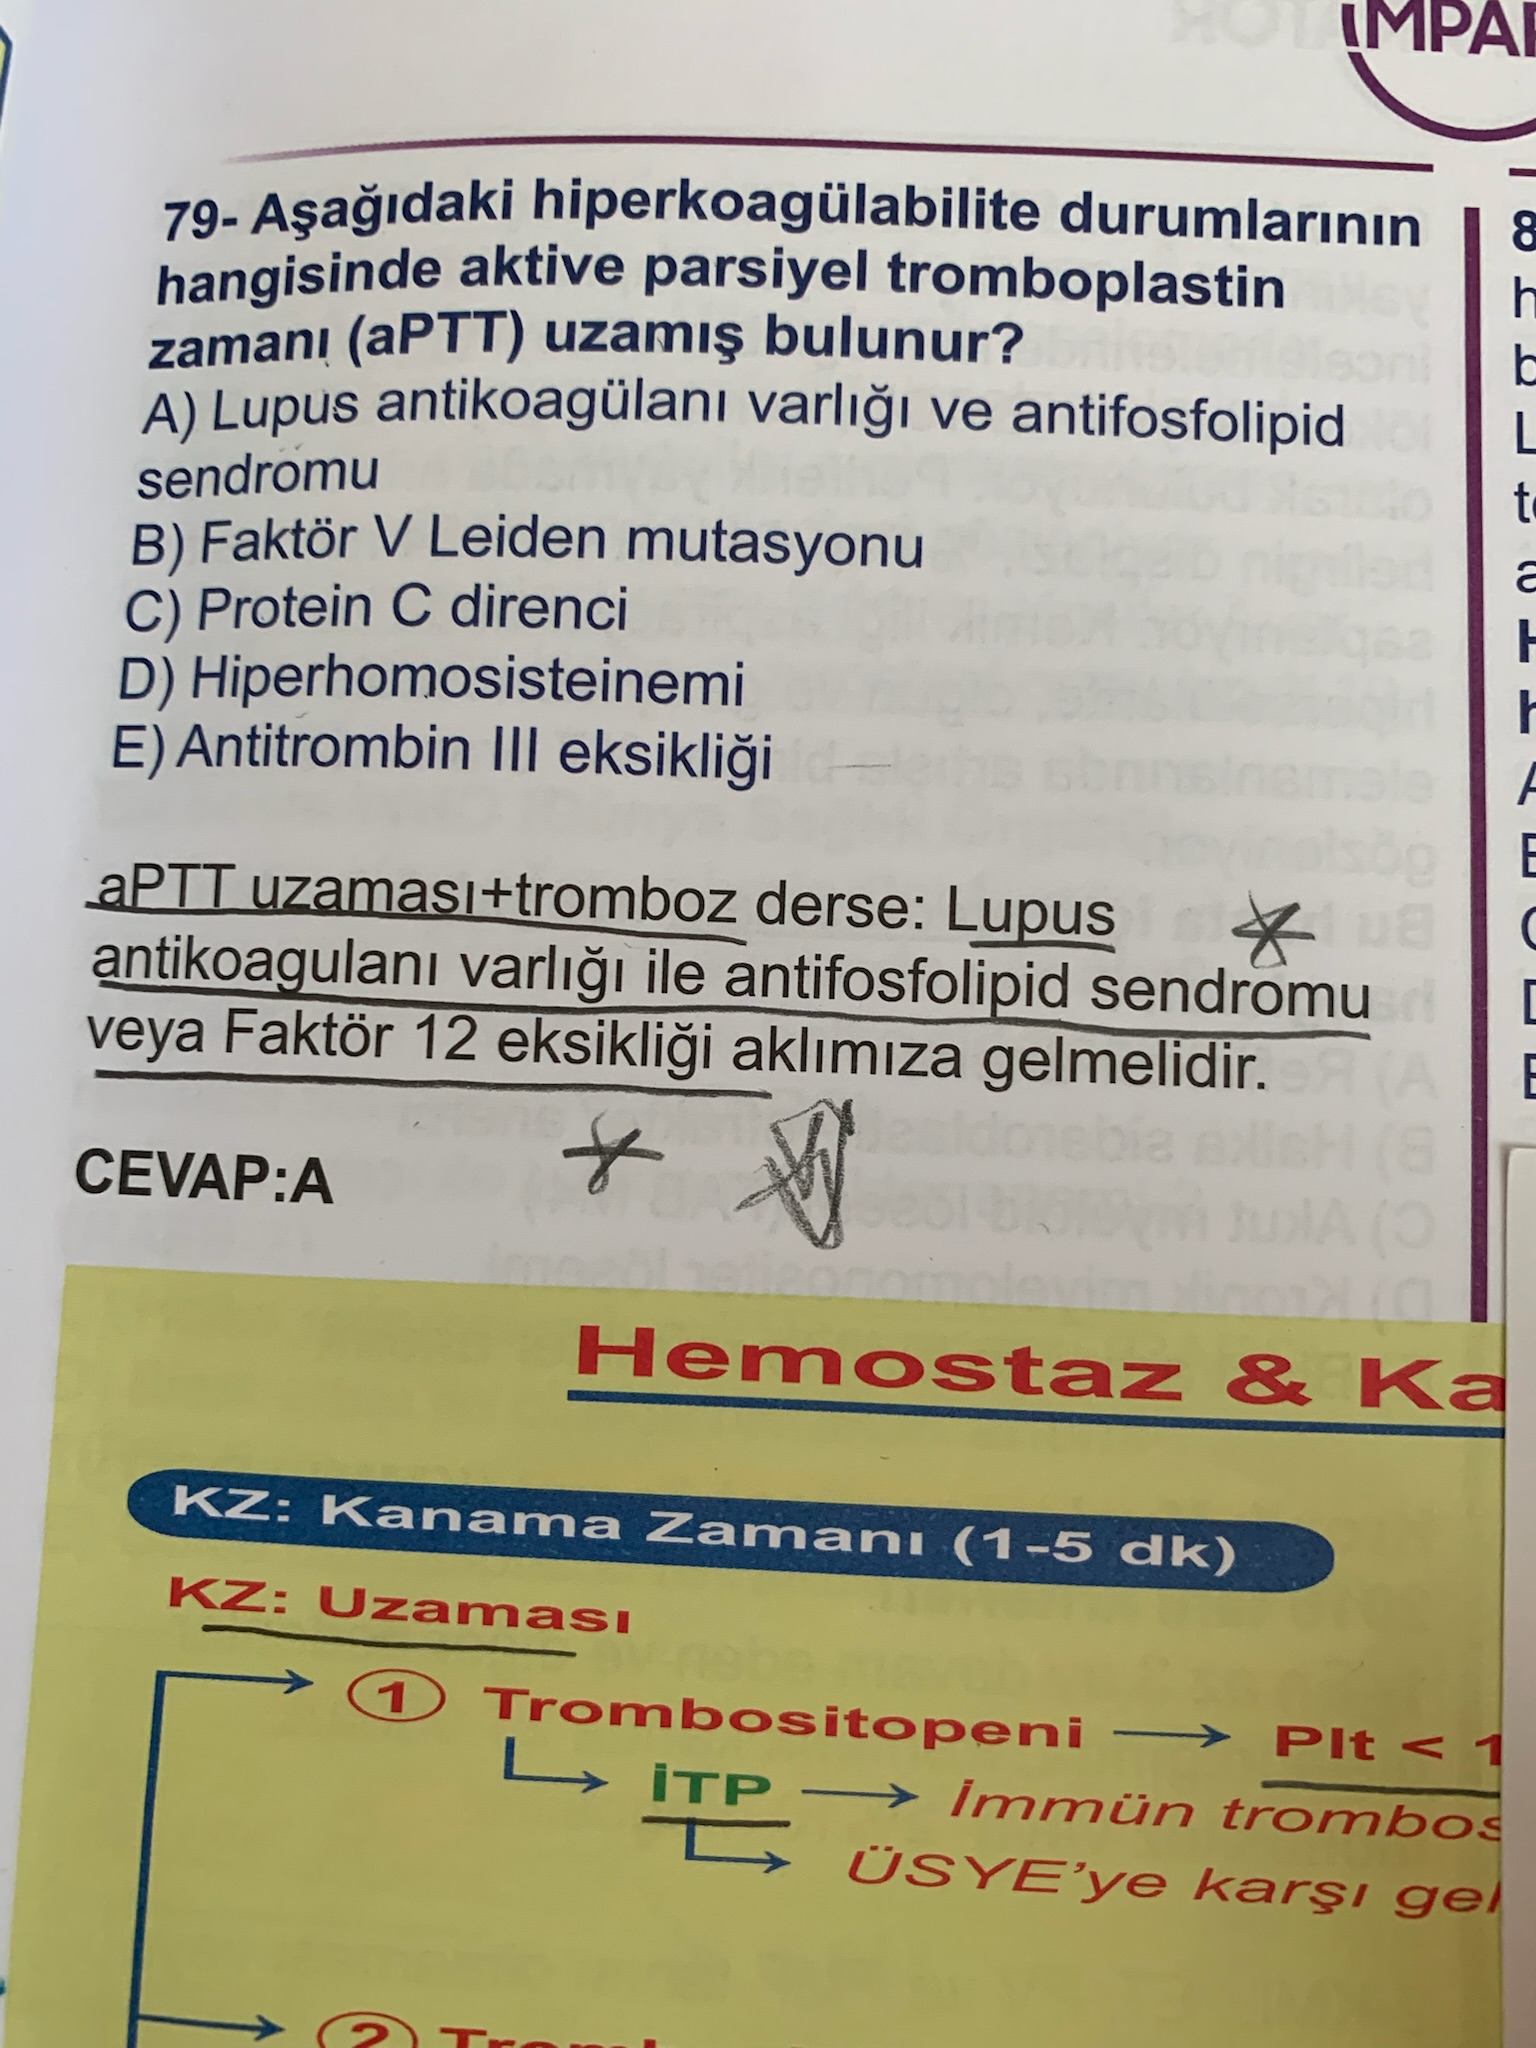 79- Aşağıdaki hiperkoagülabilite durumlarının
hangisinde aktive parsiyel tromboplastin
zamanı (aPTT) uzamış bulunur?
A) Lupus antikoagülanı varlığı ve antifosfolipid
sendromu
B) Faktör V Leiden mutasyonu
C) Protein C direnci
D) Hiperhomosisteinemi
E) Antitrombin III eksikliği
aPTT uzaması+tromboz derse: Lupus
antikoagulanı varlığı ile antifosfolipid sendromu
veya Faktör 12 eksikliği aklımıza gelmelidir.
CEVAP:A
Hemostaz & Ka
KZ: Kanama Zamanı (1-5 dk)
KZ: Uzaması
1 Trombositopeni → Plt < 1
İTP → İmmün trombos
ÜSYE'ye karşı gel
2